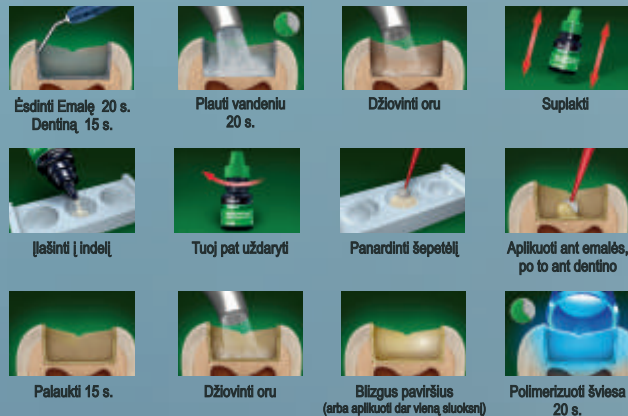 Ėsdinti Emalę 20 s.
Dentiną 15 s.
Plauti vandeniu
20 s.
Džiovinti oru
Suplakti
Įlašinti į indelį
Tuoj pat uždaryti
Panardinti šepetėlį
Aplikuoti ant emalės,
po to ant dentino
Palaukti 15 s.
Džiovinti oru
Blizgus paviršius
(arba aplikuoti dar vieną sluoksnį)
Polimerizuoti šviesa
20 s.